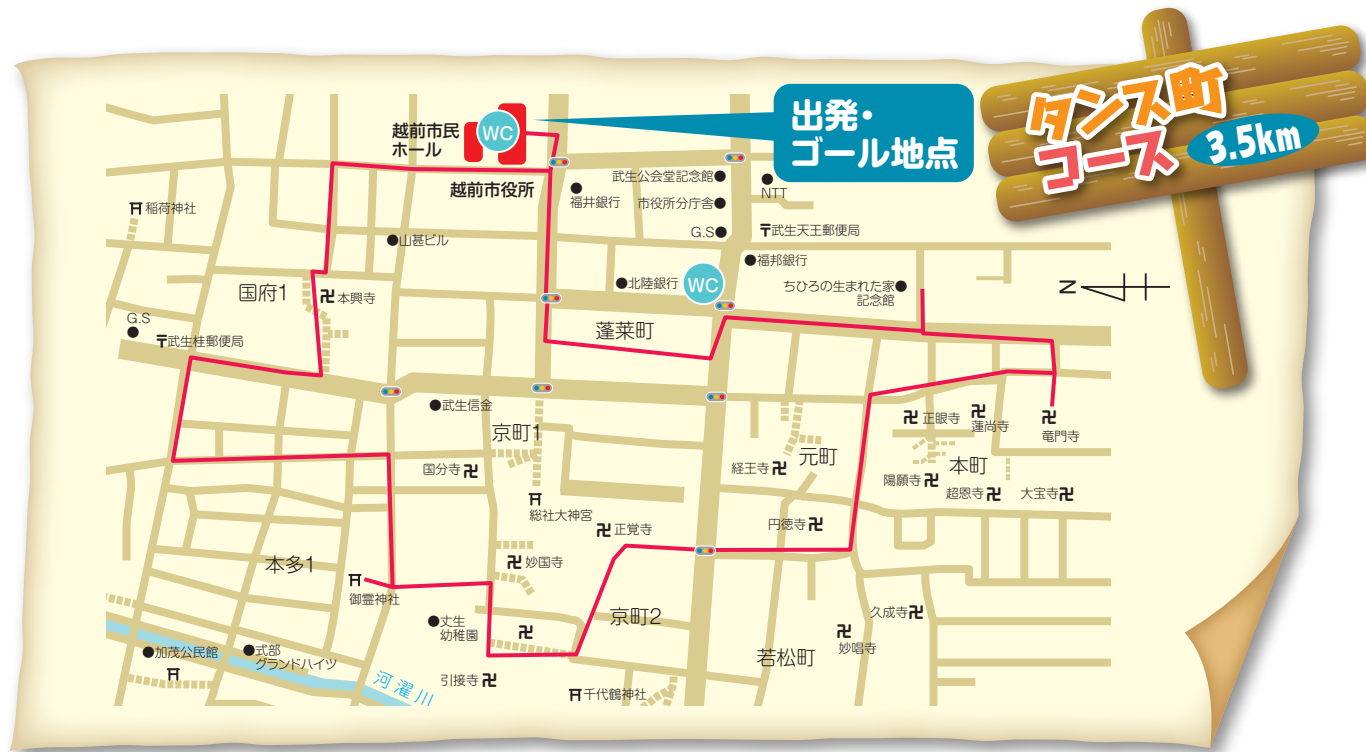 タンス町
コース
3.5km
出発・
ゴール地点
越前市民
ホール
WC
越前市役所
福井銀行
武生公会堂記念館
市役所分庁舎
G.S
NTT
〒武生天王郵便局
稲荷神社
山甚ビル
国府1
本興寺
北陸銀行
WC
福邦銀行
ちひろの生まれた家
記念館
N
G.S
〒武生桂郵便局
蓬莱町
武生信金
京町1
国分寺
総社大神宮
正覚寺
経王寺
元町
円徳寺
正眼寺
蓮尚寺
竜門寺
本町
陽願寺
超恩寺
大宝寺
本多1
御霊神社
妙国寺
丈生
幼稚園
京町2
久成寺
妙唱寺
若松町
加茂公民館
式部
グランドハイツ
河濯川
引接寺
千代鶴神社